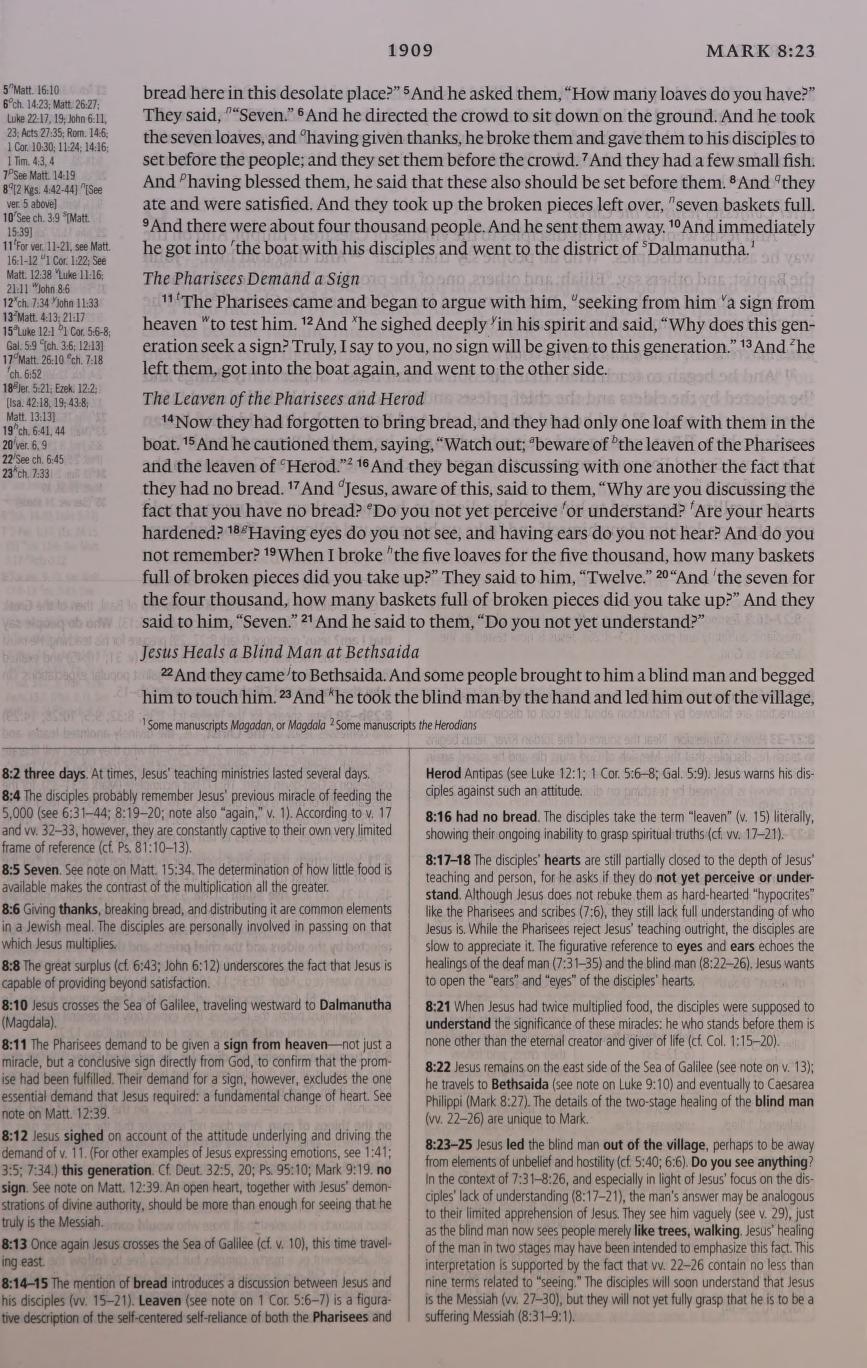 1909
MARK 8:23
5ⁿMatt. 16:10
6ᵒch. 14:23; Matt. 26:27;
Luke 22:17, 19; John 6:11,
23; Acts 27:35; Rom. 14:6;
1 Cor. 10:30; 11:24; 14:16;
1 Tim. 4:3, 4
7ᵖSee Matt. 14:19
8ᑫ[2 Kgs. 4:42-44] ⁿ[See
ver. 5 above]
10ʳSee ch. 3:9 ˢ[Matt.
15:39]
11ᵗFor ver. 11-21, see Matt.
16:1-12 ᵘ1 Cor. 1:22; See
Matt. 12:38 ᵛLuke 11:16;
21:11 ʷJohn 8:6
12ˣch. 7:34 ʸJohn 11:33
13ᶻMatt. 4:13; 21:17
15ᵃLuke 12:1 ᵇ1 Cor. 5:6-8;
Gal. 5:9 ᶜ[ch. 3:6; 12:13]
17ᵈMatt. 26:10 ᵉch. 7:18
ᶠch. 6:52
18ᵍJer. 5:21; Ezek. 12:2;
[Isa. 42:18, 19; 43:8;
Matt. 13:13]
19ʰch. 6:41, 44
20ⁱver. 6, 9
22ʲSee ch. 6:45
23ᵏch. 7:33
bread here in this desolate place?” ⁵And he asked them, “How many loaves do you have?”
They said, ⁿ“Seven.” ⁶And he directed the crowd to sit down on the ground. And he took
the seven loaves, and ᵒhaving given thanks, he broke them and gave them to his disciples to
set before the people; and they set them before the crowd. ⁷And they had a few small fish.
And ᵖhaving blessed them, he said that these also should be set before them. ⁸And ᑫthey
ate and were satisfied. And they took up the broken pieces left over, ⁿseven baskets full.
⁹And there were about four thousand people. And he sent them away. ¹⁰And immediately
he got into ʳthe boat with his disciples and went to the district of ˢDalmanutha.¹
The Pharisees Demand a Sign
¹¹ᵗThe Pharisees came and began to argue with him, ᵘseeking from him ᵛa sign from
heaven ʷto test him. ¹²And ˣhe sighed deeply ʸin his spirit and said, “Why does this gen-
eration seek a sign? Truly, I say to you, no sign will be given to this generation.” ¹³And ᶻhe
left them, got into the boat again, and went to the other side.
The Leaven of the Pharisees and Herod
¹⁴Now they had forgotten to bring bread, and they had only one loaf with them in the
boat. ¹⁵And he cautioned them, saying, “Watch out; ᵃbeware of ᵇthe leaven of the Pharisees
and the leaven of ᶜHerod.”² ¹⁶And they began discussing with one another the fact that
they had no bread. ¹⁷And ᵈJesus, aware of this, said to them, “Why are you discussing the
fact that you have no bread? ᵉDo you not yet perceive ᶠor understand? ᶠAre your hearts
hardened? ¹⁸ᵍHaving eyes do you not see, and having ears do you not hear? And do you
not remember? ¹⁹When I broke ʰthe five loaves for the five thousand, how many baskets
full of broken pieces did you take up?” They said to him, “Twelve.” ²⁰“And ⁱthe seven for
the four thousand, how many baskets full of broken pieces did you take up?” And they
said to him, “Seven.” ²¹And he said to them, “Do you not yet understand?”
Jesus Heals a Blind Man at Bethsaida
²²And they came ʲto Bethsaida. And some people brought to him a blind man and begged
him to touch him. ²³And ᵏhe took the blind man by the hand and led him out of the village,
¹Some manuscripts Magadan, or Magdala ²Some manuscripts the Herodians
8:2 three days. At times, Jesus’ teaching ministries lasted several days.
8:4 The disciples probably remember Jesus’ previous miracle of feeding the
5,000 (see 6:31–44; 8:19–20; note also “again,” v. 1). According to v. 17
and vv. 32–33, however, they are constantly captive to their own very limited
frame of reference (cf. Ps. 81:10–13).
8:5 Seven. See note on Matt. 15:34. The determination of how little food is
available makes the contrast of the multiplication all the greater.
8:6 Giving thanks, breaking bread, and distributing it are common elements
in a Jewish meal. The disciples are personally involved in passing on that
which Jesus multiplies.
8:8 The great surplus (cf. 6:43; John 6:12) underscores the fact that Jesus is
capable of providing beyond satisfaction.
8:10 Jesus crosses the Sea of Galilee, traveling westward to Dalmanutha
(Magdala).
8:11 The Pharisees demand to be given a sign from heaven—not just a
miracle, but a conclusive sign directly from God, to confirm that the prom-
ise had been fulfilled. Their demand for a sign, however, excludes the one
essential demand that Jesus required: a fundamental change of heart. See
note on Matt. 12:39.
8:12 Jesus sighed on account of the attitude underlying and driving the
demand of v. 11. (For other examples of Jesus expressing emotions, see 1:41;
3:5; 7:34.) this generation. Cf. Deut. 32:5, 20; Ps. 95:10; Mark 9:19. no
sign. See note on Matt. 12:39. An open heart, together with Jesus’ demon-
strations of divine authority, should be more than enough for seeing that he
truly is the Messiah.
8:13 Once again Jesus crosses the Sea of Galilee (cf. v. 10), this time travel-
ing east.
8:14–15 The mention of bread introduces a discussion between Jesus and
his disciples (vv. 15–21). Leaven (see note on 1 Cor. 5:6–7) is a figura-
tive description of the self-centered self-reliance of both the Pharisees and
Herod Antipas (see Luke 12:1; 1 Cor. 5:6–8; Gal. 5:9). Jesus warns his dis-
ciples against such an attitude.
8:16 had no bread. The disciples take the term “leaven” (v. 15) literally,
showing their ongoing inability to grasp spiritual truths (cf. vv. 17–21).
8:17–18 The disciples’ hearts are still partially closed to the depth of Jesus’
teaching and person, for he asks if they do not yet perceive or under-
stand. Although Jesus does not rebuke them as hard-hearted “hypocrites”
like the Pharisees and scribes (7:6), they still lack full understanding of who
Jesus is. While the Pharisees reject Jesus’ teaching outright, the disciples are
slow to appreciate it. The figurative reference to eyes and ears echoes the
healings of the deaf man (7:31–35) and the blind man (8:22–26). Jesus wants
to open the “ears” and “eyes” of the disciples’ hearts.
8:21 When Jesus had twice multiplied food, the disciples were supposed to
understand the significance of these miracles: he who stands before them is
none other than the eternal creator and giver of life (cf. Col. 1:15–20).
8:22 Jesus remains on the east side of the Sea of Galilee (see note on v. 13);
he travels to Bethsaida (see note on Luke 9:10) and eventually to Caesarea
Philippi (Mark 8:27). The details of the two-stage healing of the blind man
(vv. 22–26) are unique to Mark.
8:23–25 Jesus led the blind man out of the village, perhaps to be away
from elements of unbelief and hostility (cf. 5:40; 6:6). Do you see anything?
In the context of 7:31–8:26, and especially in light of Jesus’ focus on the dis-
ciples’ lack of understanding (8:17–21), the man’s answer may be analogous
to their limited apprehension of Jesus. They see him vaguely (see v. 29), just
as the blind man now sees people merely like trees, walking. Jesus’ healing
of the man in two stages may have been intended to emphasize this fact. This
interpretation is supported by the fact that vv. 22–26 contain no less than
nine terms related to “seeing.” The disciples will soon understand that Jesus
is the Messiah (vv. 27–30), but they will not yet fully grasp that he is to be a
suffering Messiah (8:31–9:1).